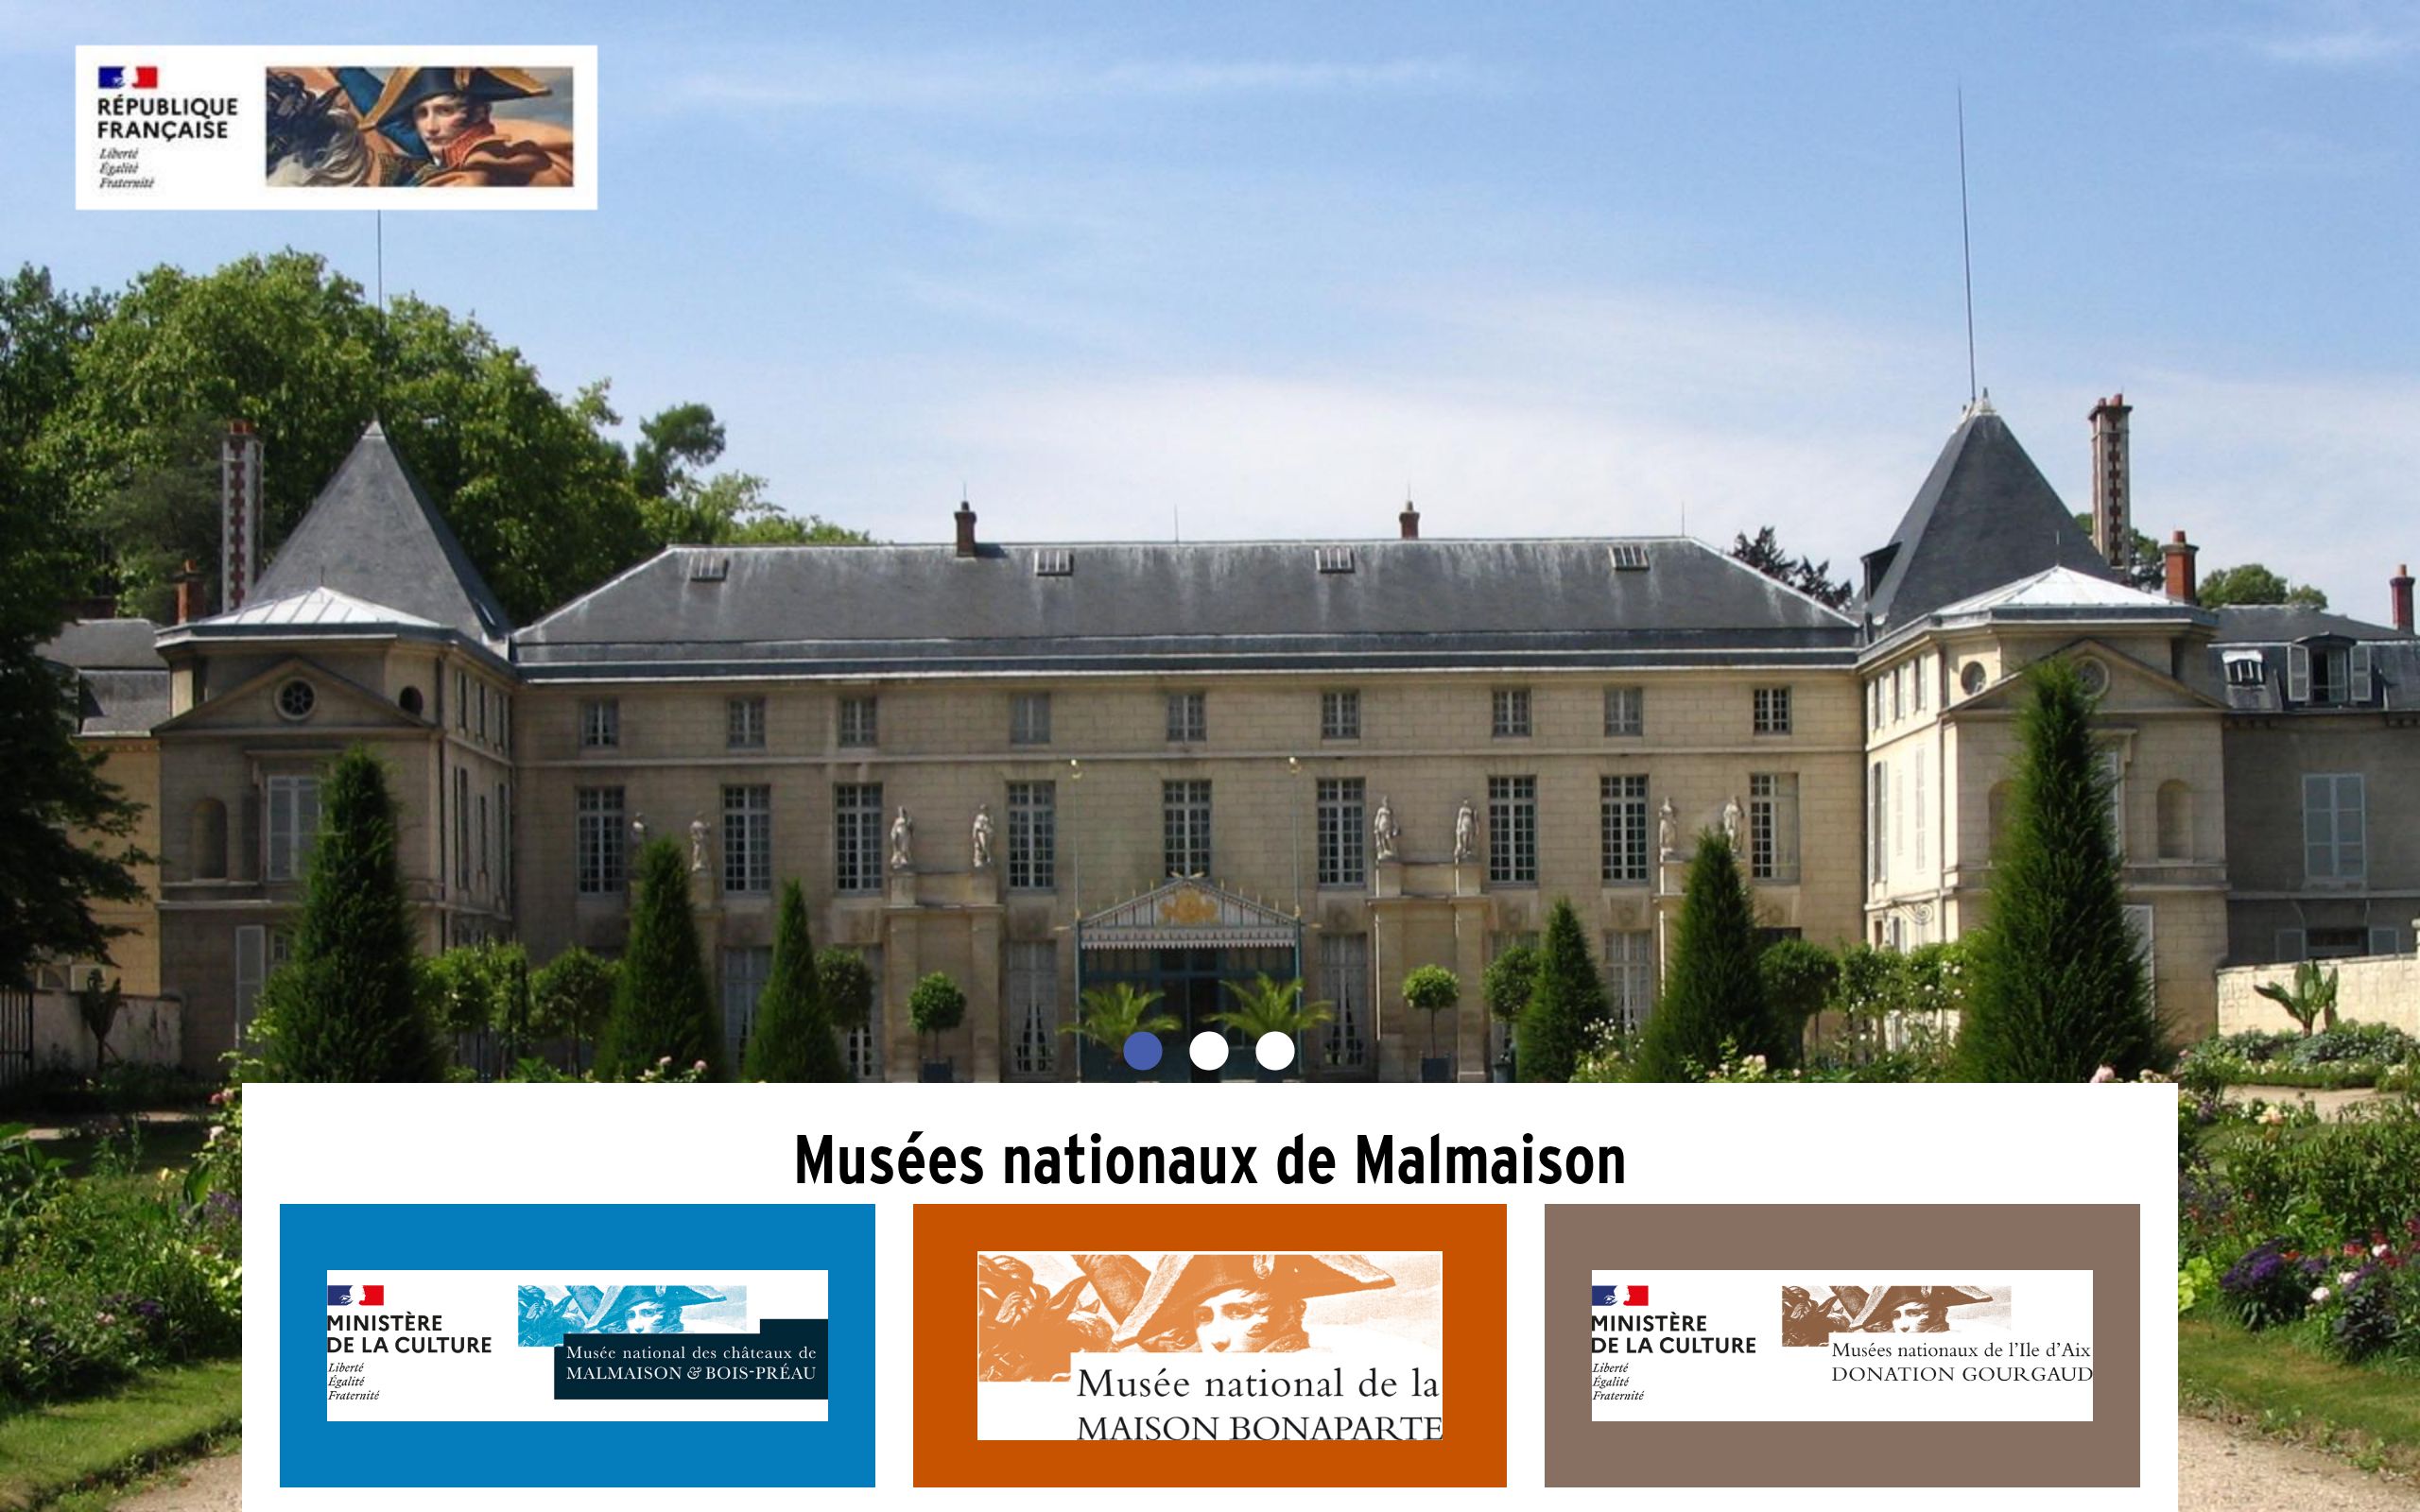 RÉPUBLIQUE
FRANÇAISE
Liberté
Égalité
Fraternité
Musées nationaux de Malmaison
MINISTÈRE
DE LA CULTURE
Liberté
Égalité
Fraternité
Musée national des châteaux de
MALMAISON & BOIS-PRÉAU
Musée national de la
MAISON BONAPARTE
MINISTÈRE
DE LA CULTURE
Liberté
Égalité
Fraternité
Musées nationaux de l'Ile d'Aix
DONATION GOURGAUD